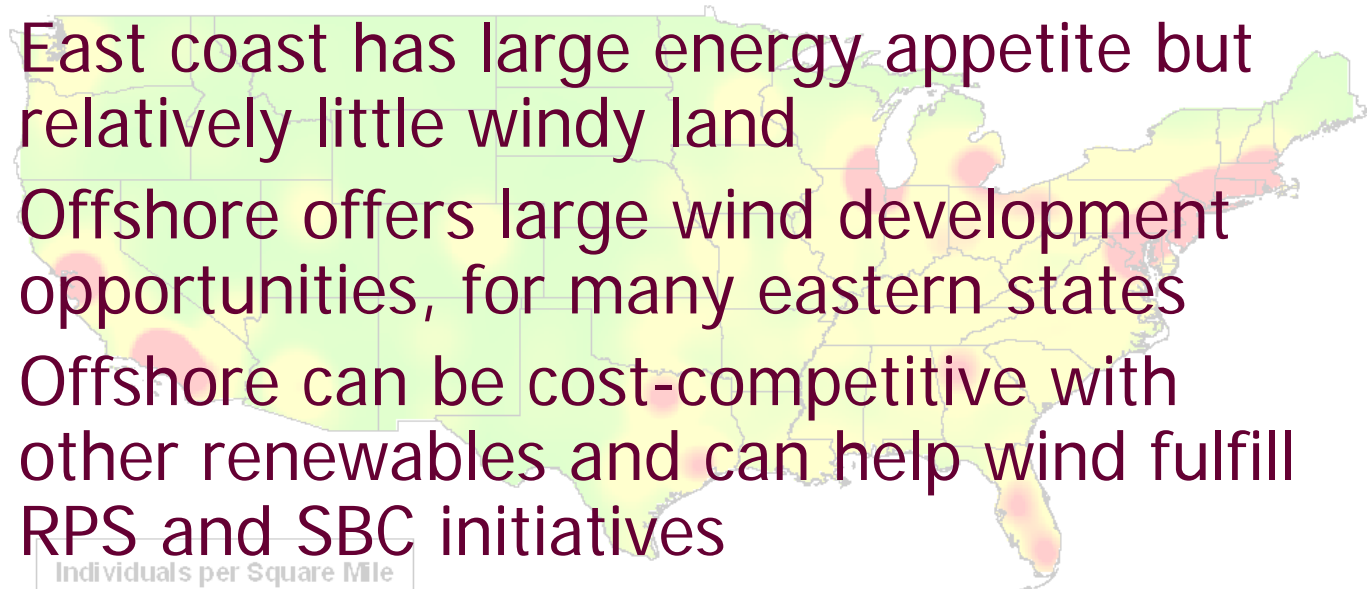 East coast has large energy appetite but
relatively little windy land
Offshore offers large wind development
opportunities, for many eastern states
Offshore can be cost-competitive with
other renewables and can help wind fulfill
RPS and SBC initiatives
Individuals per Square Mile